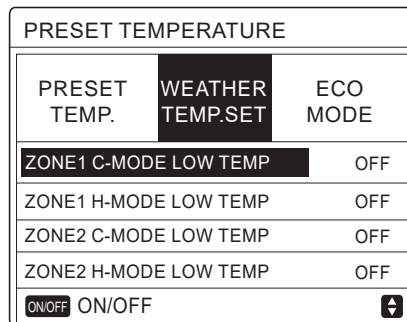 PRESET TEMPERATURE
PRESET TEMP. WEATHER TEMP.SET ECO MODE
ZONE1 C-MODE LOW TEMP OFF
ZONE1 H-MODE LOW TEMP OFF
ZONE2 C-MODE LOW TEMP OFF
ZONE2 H-MODE LOW TEMP OFF
ON/OFF ON/OFF